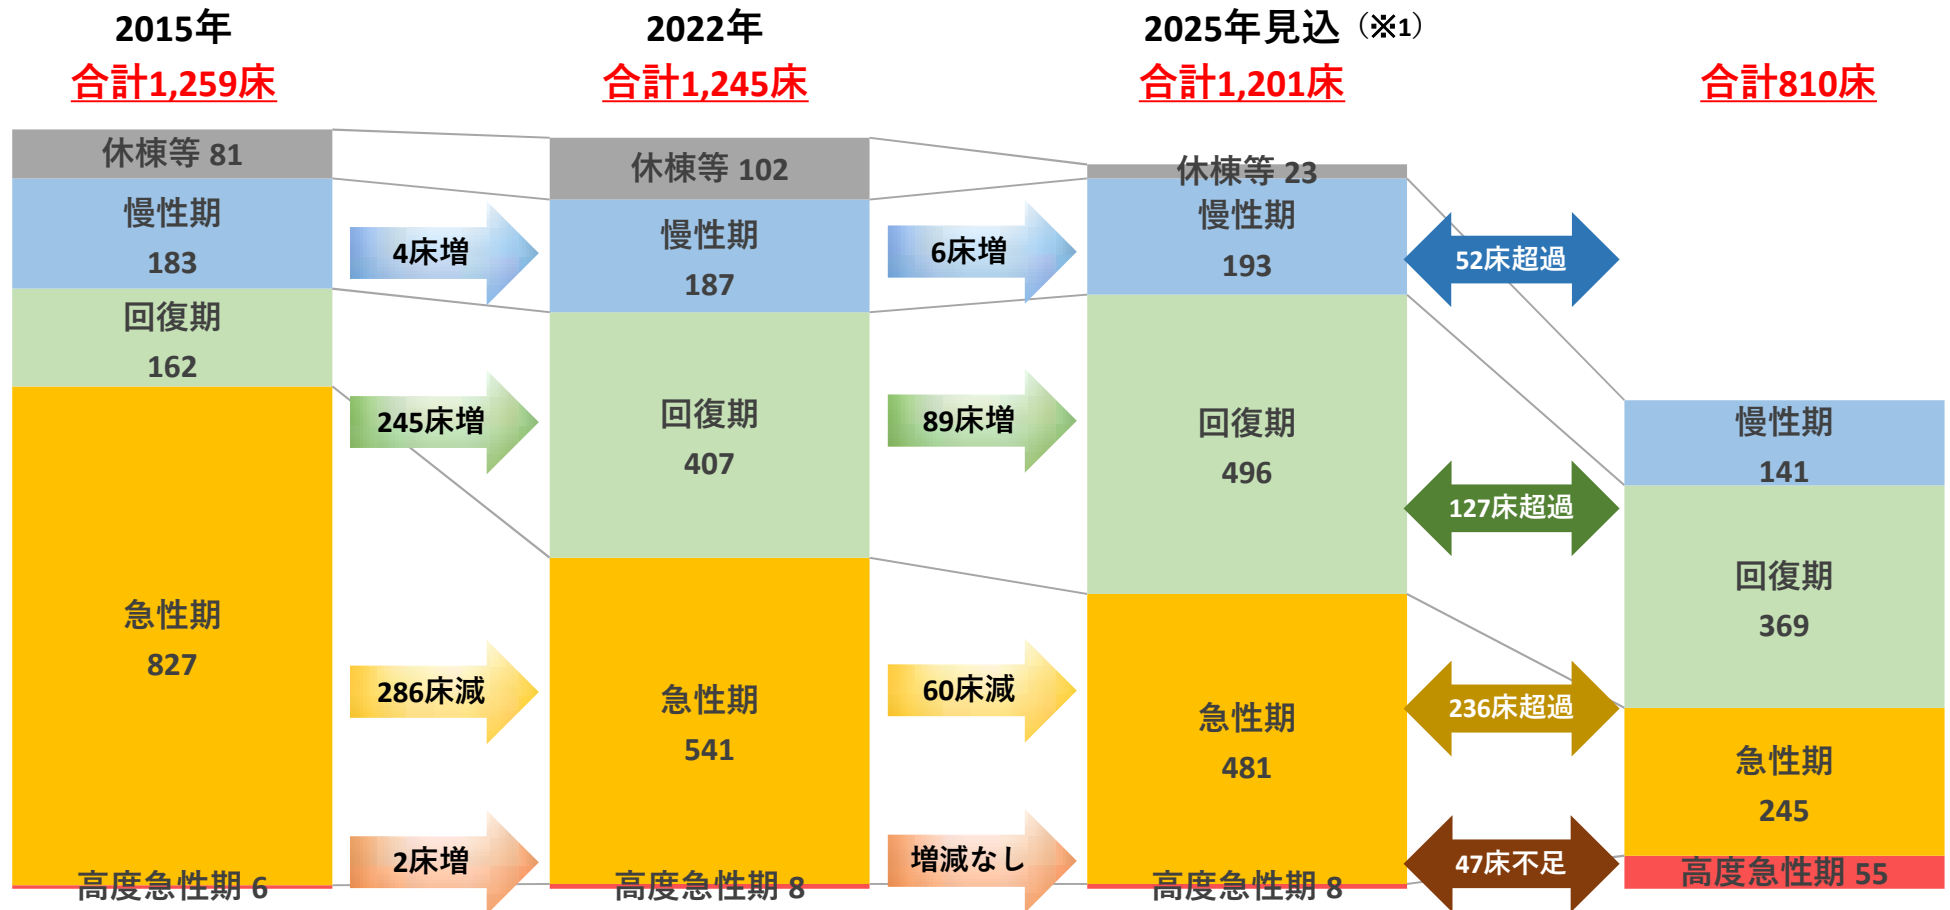 2015年
合計1,259床
休棟等 81
慢性期
183
回復期
162
急性期
827
高度急性期 6
4床増
245床増
286床減
2床増
2022年
合計1,245床
休棟等 102
慢性期
187
回復期
407
急性期
541
高度急性期 8
6床増
89床増
60床減
増減なし
2025年見込（※1）
合計1,201床
休棟等 23
慢性期
193
回復期
496
急性期
481
高度急性期 8
52床超過
127床超過
236床超過
47床不足
合計810床
慢性期
141
回復期
369
急性期
245
高度急性期 55